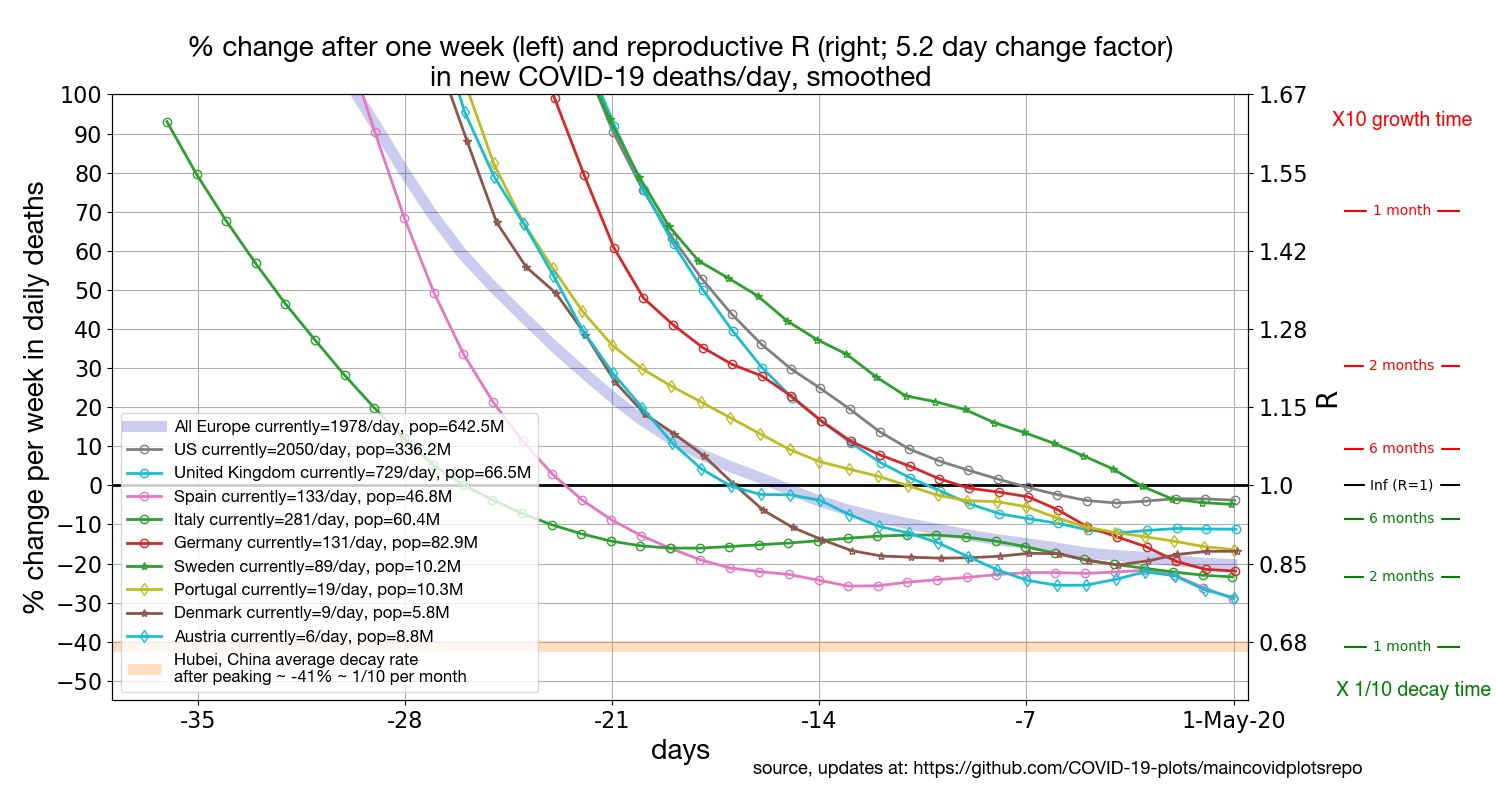 % change after one week (left) and reproductive R (right; 5.2 day change factor)
in new COVID-19 deaths/day, smoothed
% change per week in daily deaths
100
90
80
70
60
50
40
30
20
10
0
−10
−20
−30
−40
−50
All Europe currently=1978/day, pop=642.5M
US currently=2050/day, pop=336.2M
United Kingdom currently=729/day, pop=66.5M
Spain currently=133/day, pop=46.8M
Italy currently=281/day, pop=60.4M
Germany currently=131/day, pop=82.9M
Sweden currently=89/day, pop=10.2M
Portugal currently=19/day, pop=10.3M
Denmark currently=9/day, pop=5.8M
Austria currently=6/day, pop=8.8M
Hubei, China average decay rate
after peaking ~ -41% ~ 1/10 per month
1.67
1.55
1.42
1.28
1.15
1.0
0.85
0.68
R
X10 growth time
1 month
2 months
6 months
Inf (R=1)
6 months
2 months
1 month
X 1/10 decay time
-35
-28
-21
-14
-7
1-May-20
days
source, updates at: https://github.com/COVID-19-plots/maincovidplotsrepo